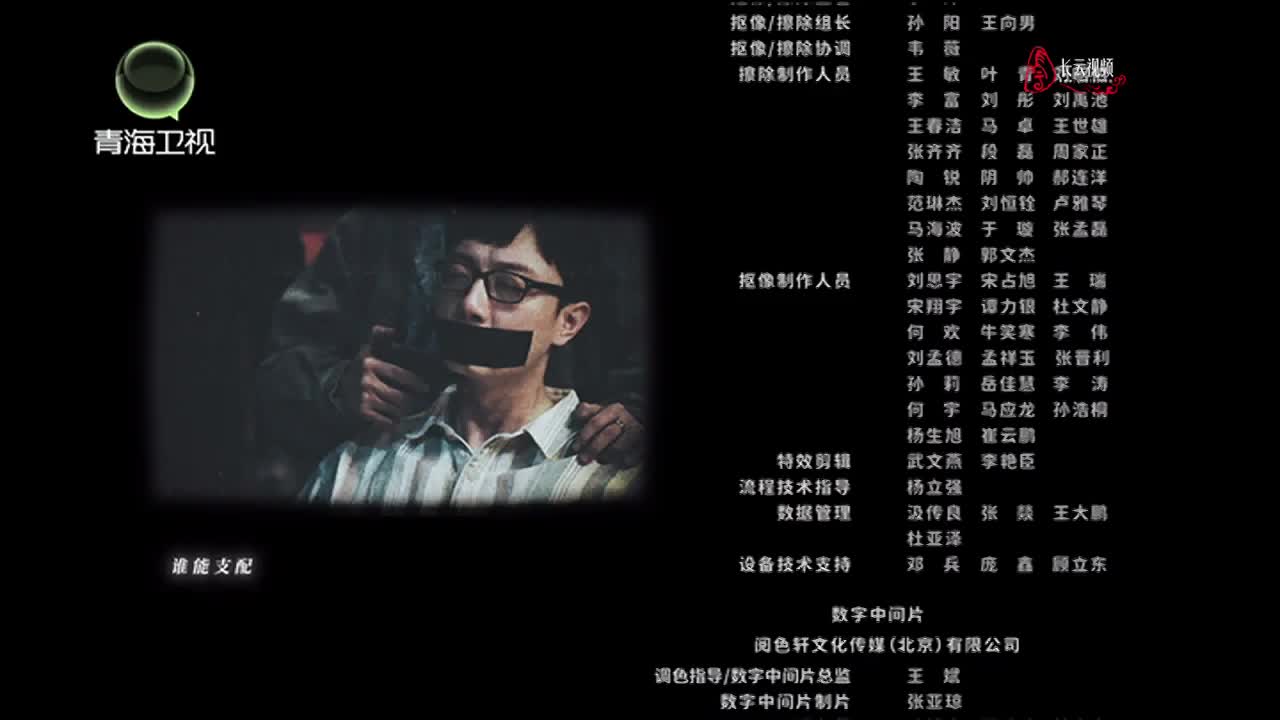 抠像/擦除组长 孙 阳 王向男
抠像/擦除协调 韦 薇
擦除制作人员 王 敏 叶 青
李 富 刘 彤 刘禹池
王春洁 马 卓 王世雄
张齐齐 段 磊 周家正
陶 锐 阴 帅 郝连洋
范琳杰 刘恒铨 卢雅琴
马海波 于 璇 张孟磊
张 静 郭文杰
抠像制作人员 刘思宇 宋占旭 王 瑞
宋翔宇 谭力银 杜文静
何 欢 牛笑寒 李 伟
刘孟德 孟祥玉 张晋利
孙 莉 岳佳慧 李 涛
何 宇 马应龙 孙浩桐
杨生旭 崔云鹏
特效剪辑 武文燕 李艳臣
流程技术指导 杨立强
数据管理 汲传良 张 燚 王大鹏
杜亚泽
设备技术支持 邓 兵 庞 鑫 顾立东
数字中间片
阅色轩文化传媒(北京)有限公司
调色指导/数字中间片总监 王 斌
数字中间片制片 张亚琼
青海卫视
长云视频
谁能支配